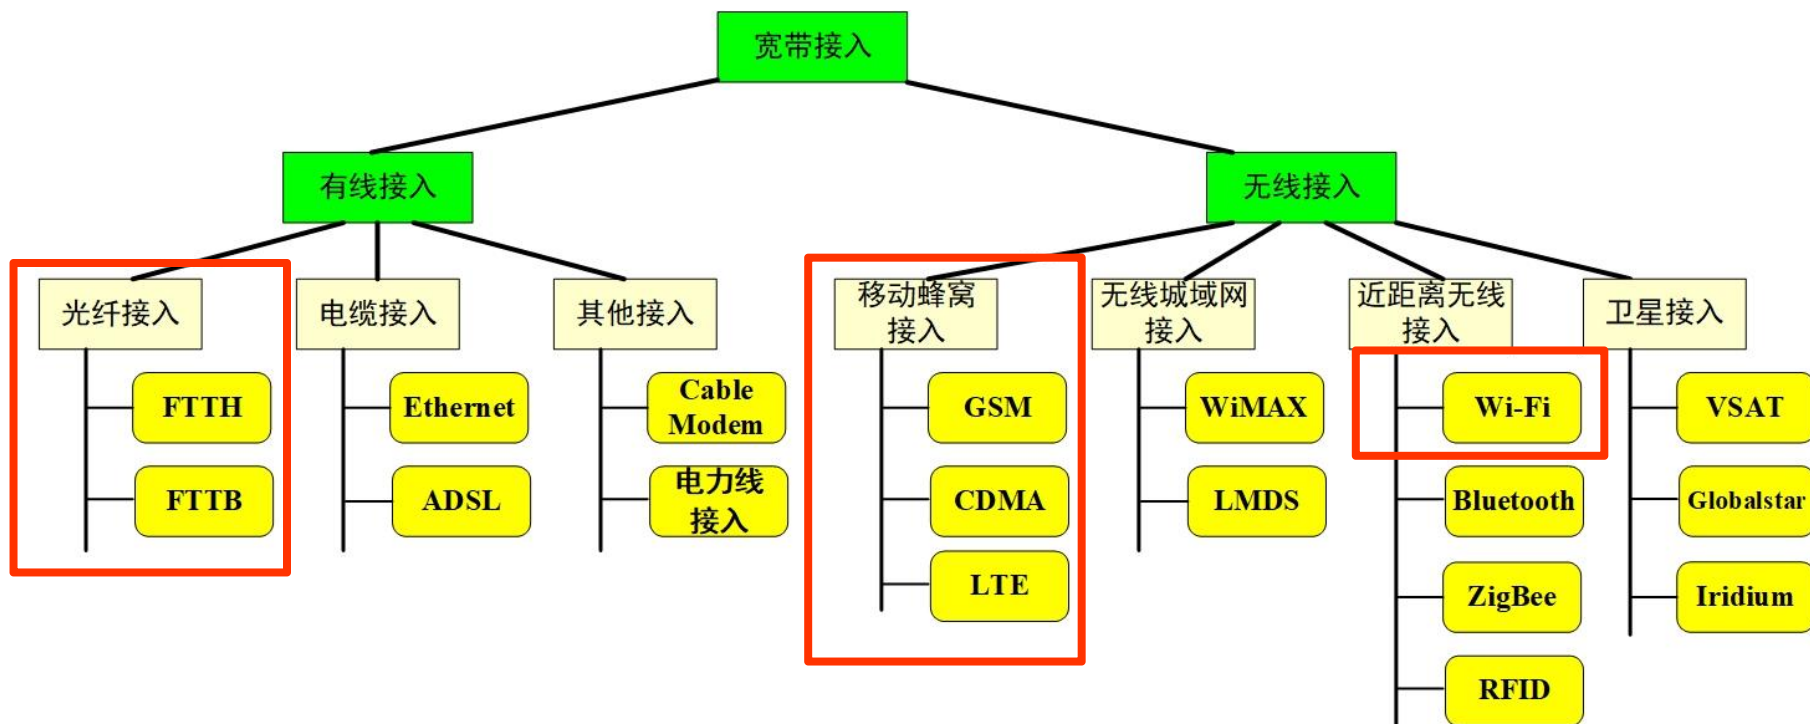 宽带接入
有线接入
无线接入
光纤接入
电缆接入
其他接入
移动蜂窝
接入
无线城域网
接入
近距离无线
接入
卫星接入
FTTH
FTTB
Ethernet
ADSL
Cable
Modem
电力线
接入
GSM
CDMA
LTE
WiMAX
LMDS
Wi-Fi
Bluetooth
ZigBee
RFID
VSAT
Globalstar
Iridium